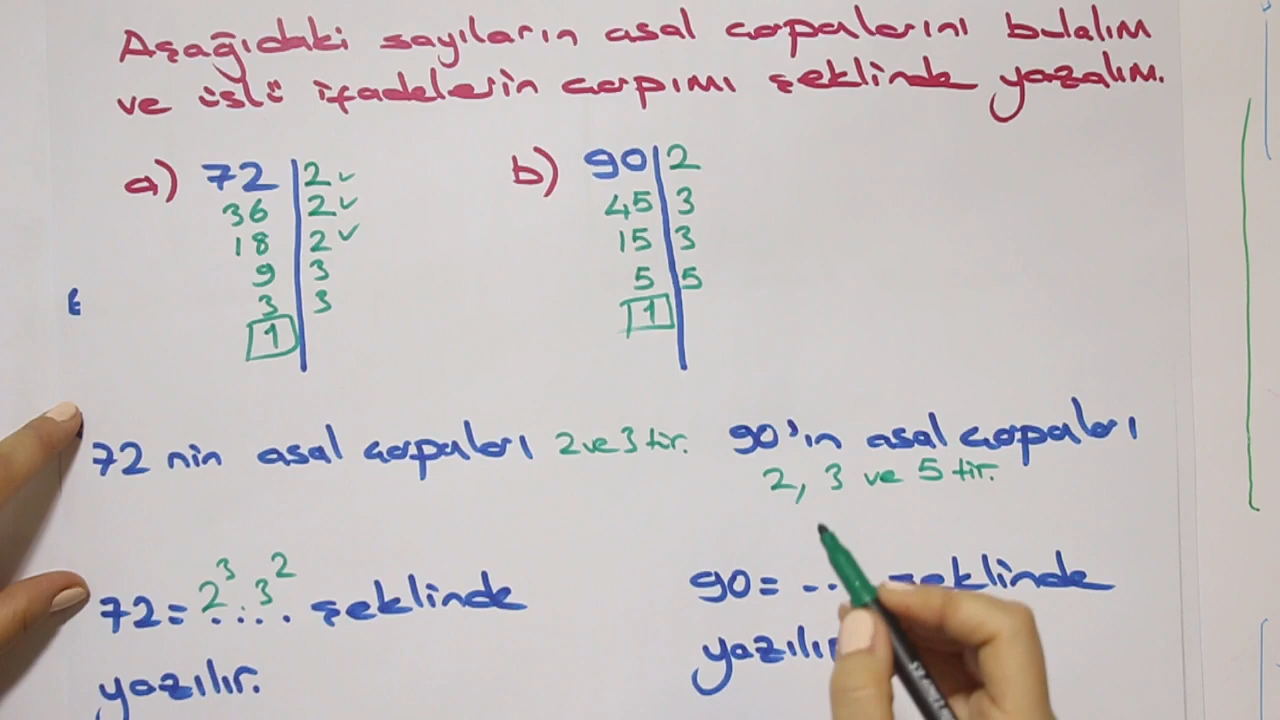 Aşağıdaki sayıların asal çarpanlarını bulalım
ve üslü ifadelerin çarpımı şeklinde yazalım.
a) 72 | 2 ✓
36 | 2 ✓
18 | 2 ✓
9 | 3
3 | 3
1
b) 90 | 2
45 | 3
15 | 3
5 | 5
1
72 nin asal çarpanları 2 ve 3 tür.
90'ın asal çarpanları
2, 3 ve 5 tir.
72 = 2³ . 3² şeklinde
yazılır.
90 = ... şeklinde